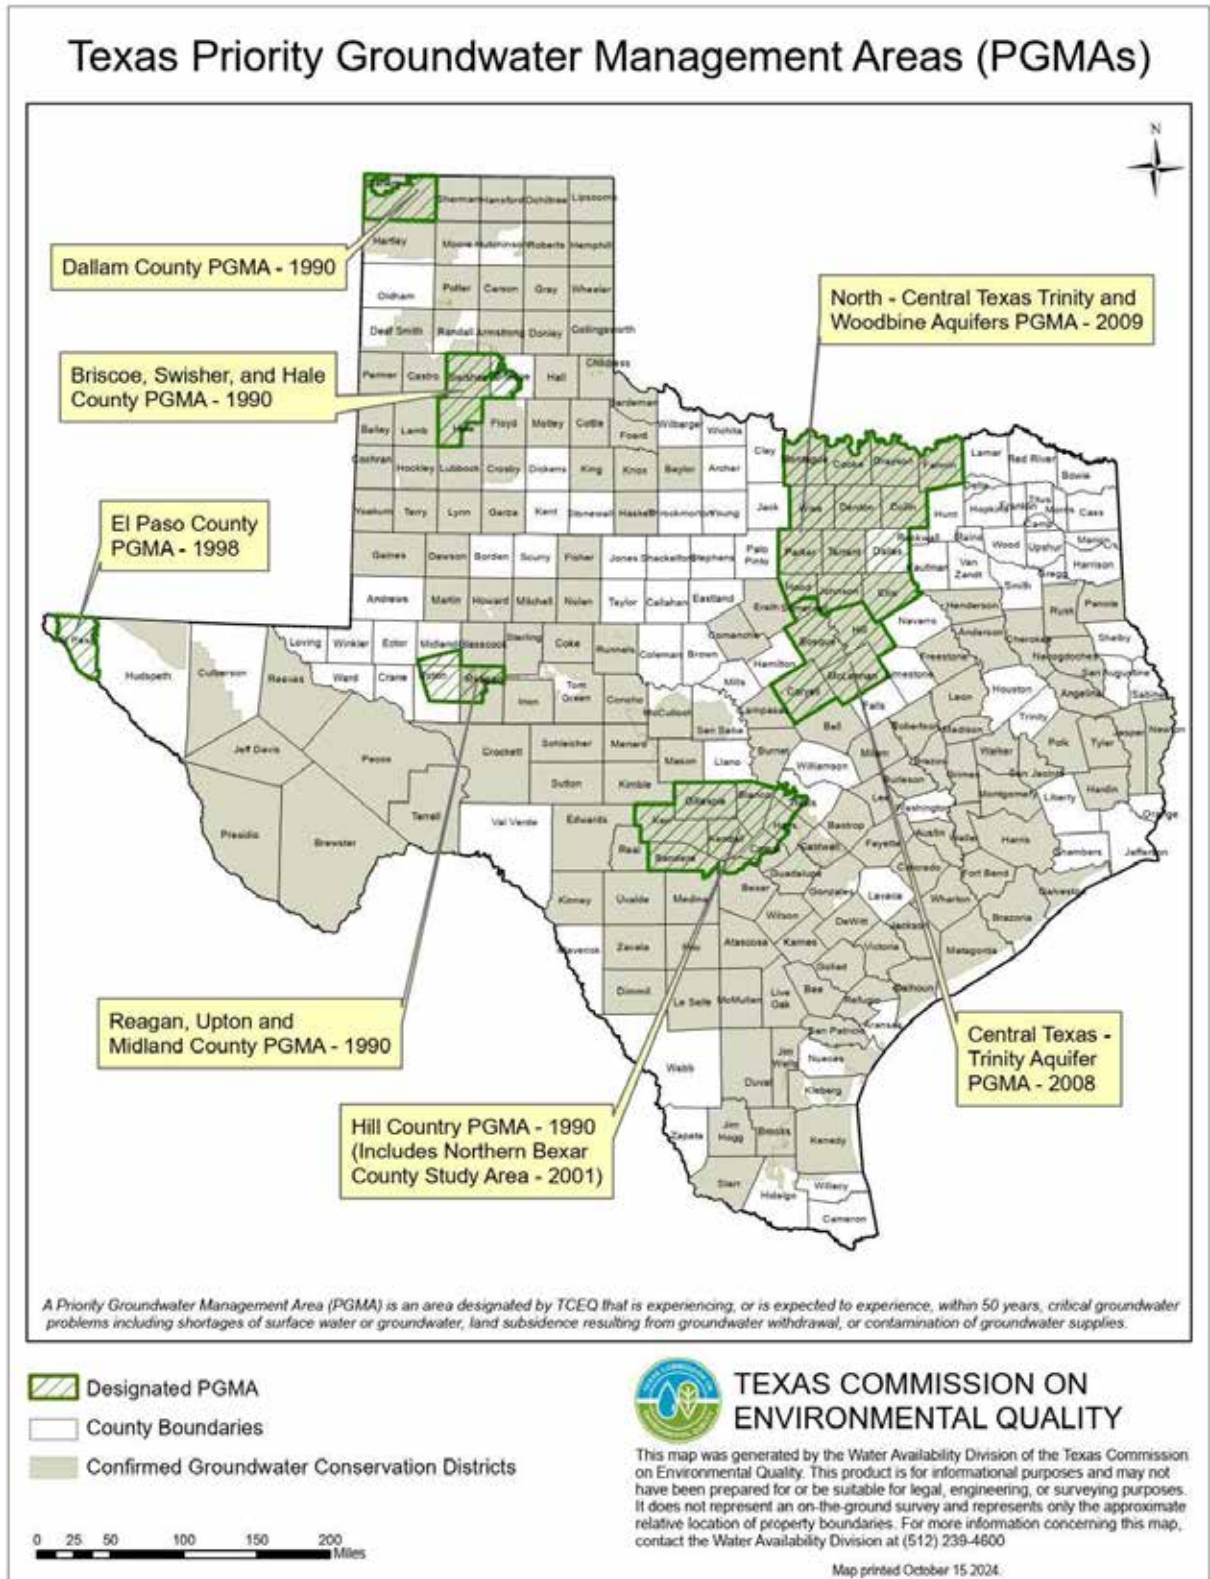 Texas Priority Groundwater Management Areas (PGMAs)
N
Dallam County PGMA - 1990
North - Central Texas Trinity and
Woodbine Aquifers PGMA - 2009
Briscoe, Swisher, and Hale
County PGMA - 1990
El Paso County
PGMA - 1998
Reagan, Upton and
Midland County PGMA - 1990
Hill Country PGMA - 1990
(Includes Northern Bexar
County Study Area - 2001)
Central Texas -
Trinity Aquifer
PGMA - 2008
Sherman Hansford Ochiltree Lipscomb
Hartley Moore Hutchinson Roberts Hemphill
Oldham Potter Carson Gray Wheeler
Deaf Smith Randall Armstrong Donley Collingsworth
Parmer Castro Hall Childress
Bailey Lamb Floyd Motley Cottle Hardeman Foard Wilbarger Wichita Clay
Cochran Hockley Lubbock Crosby Dickens King Knox Baylor Archer
Cooke Grayson Fannin Lamar Red River Bowie
Yoakum Terry Lynn Garza Kent Stonewall Haskell Throckmorton Young Jack
Wise Denton Collin Hunt Delta Hopkins Franklin Titus Morris Camp Cass
Gaines Dawson Borden Scurry Fisher Jones Shackelford Stephens Palo
Pinto
Parker Tarrant Dallas Rockwall Kaufman Rains Van
Zandt Wood Upshur Marion Harrison Gregg Smith
Andrews Martin Howard Mitchell Nolan Taylor Callahan Eastland Erath
Hood Johnson Ellis Navarro Henderson Rusk Panola
Hudspeth Culberson Reeves Loving Winkler Ector Midland Glasscock Sterling Coke Runnels Coleman Brown Comanche
Bosque Hill Hamilton McLennan Limestone Freestone Anderson Cherokee Nacogdoches Shelby San Augustine Sabine
Ward Crane Upton Reagan Irion Tom
Green Concho McCulloch San Saba Mills Lampasas Coryell Falls Bell
Leon Houston Trinity Angelina Robertson Madison Walker Polk Tyler Jasper Newton
Jeff Davis Pecos Crockett Schleicher Menard Mason Llano Burnet Williamson Milam
Presidio Brewster Terrell Val Verde Sutton Kimble Edwards Real
Gillespie Blanco Kerr Kendall Bandera Hays Travis
Brazos Grimes Burleson Lee Washington Montgomery San Jacinto Liberty Hardin Orange
Bastrop Caldwell Fayette Austin Waller Harris Chambers Jefferson
Kinney Uvalde Medina Bexar Guadalupe Gonzales Lavaca Colorado Fort Bend Wharton Galveston Brazoria
Maverick Zavala Frio Atascosa Wilson Karnes DeWitt Jackson Victoria Matagorda
Dimmit La Salle McMullen Live
Oak Bee Goliad Refugio Calhoun Aransas
Webb Duval Jim
Wells San Patricio Nueces Kleberg
Zapata Jim
Hogg Brooks Kenedy
Starr Hidalgo Willacy
Cameron
A Priority Groundwater Management Area (PGMA) is an area designated by TCEQ that is experiencing, or is expected to experience, within 50 years, critical groundwater
problems including shortages of surface water or groundwater, land subsidence resulting from groundwater withdrawal, or contamination of groundwater supplies.
Designated PGMA
County Boundaries
Confirmed Groundwater Conservation Districts
0 25 50 100 150 200
Miles
TEXAS COMMISSION ON
ENVIRONMENTAL QUALITY
This map was generated by the Water Availability Division of the Texas Commission
on Environmental Quality. This product is for informational purposes and may not
have been prepared for or be suitable for legal, engineering, or surveying purposes.
It does not represent an on-the-ground survey and represents only the approximate
relative location of property boundaries. For more information concerning this map,
contact the Water Availability Division at (512) 239-4600
Map printed October 15 2024.